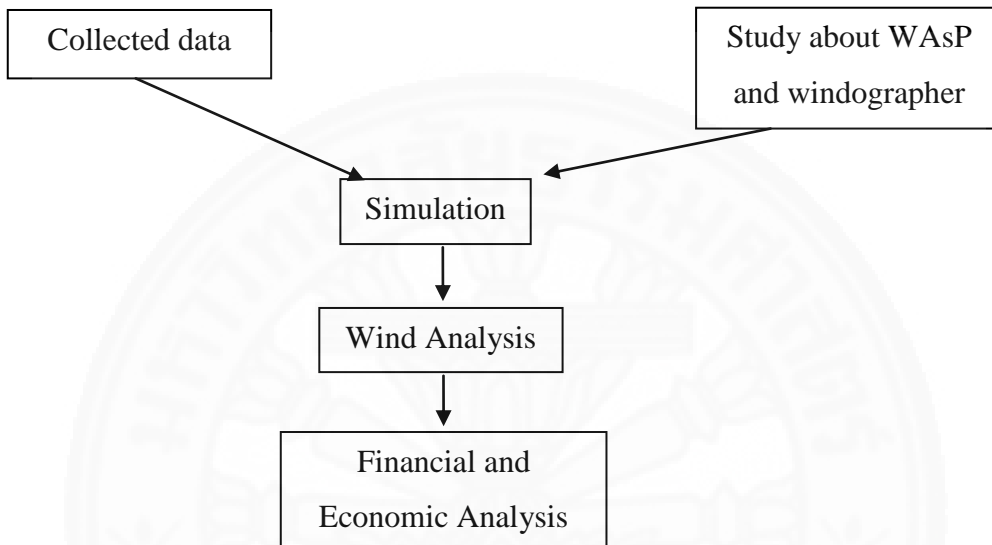 Collected data
Study about WAsP
and windographer
Simulation
Wind Analysis
Financial and
Economic Analysis